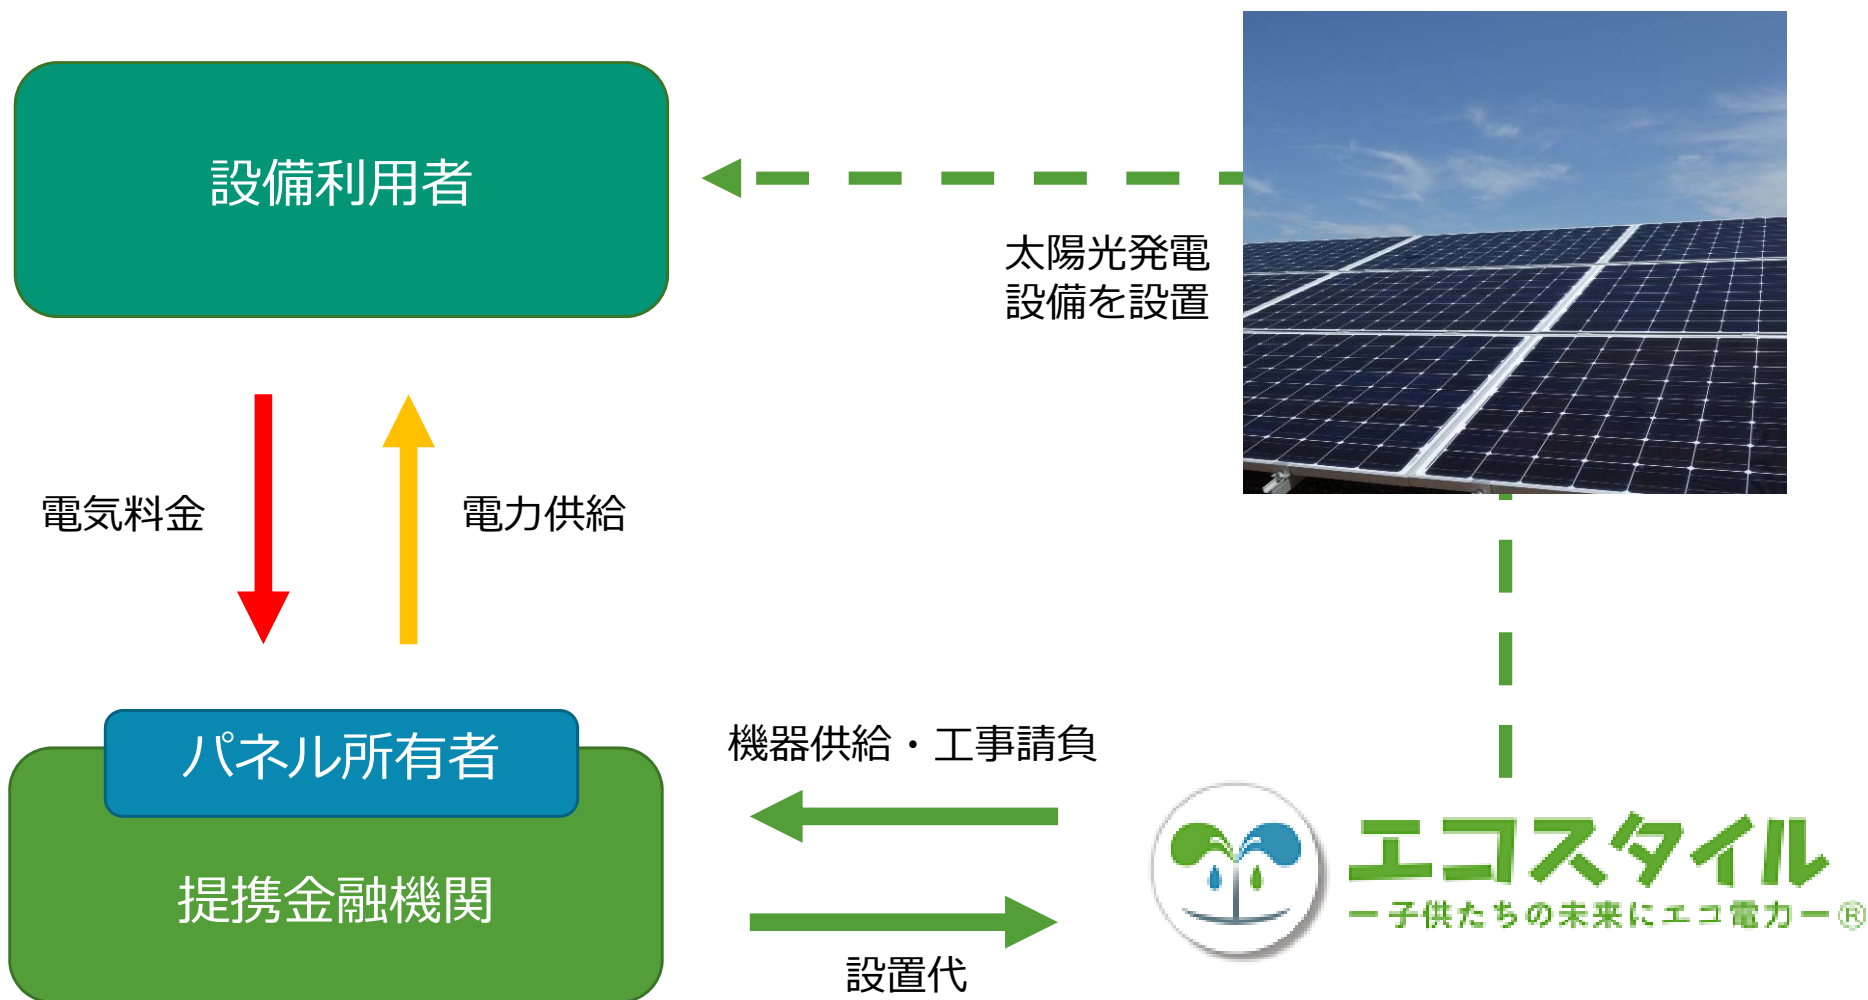 設備利用者
太陽光発電
設備を設置
電気料金
電力供給
パネル所有者
提携金融機関
機器供給・工事請負
設置代
エコスタイル
ー子供たちの未来にエコ電力ー®